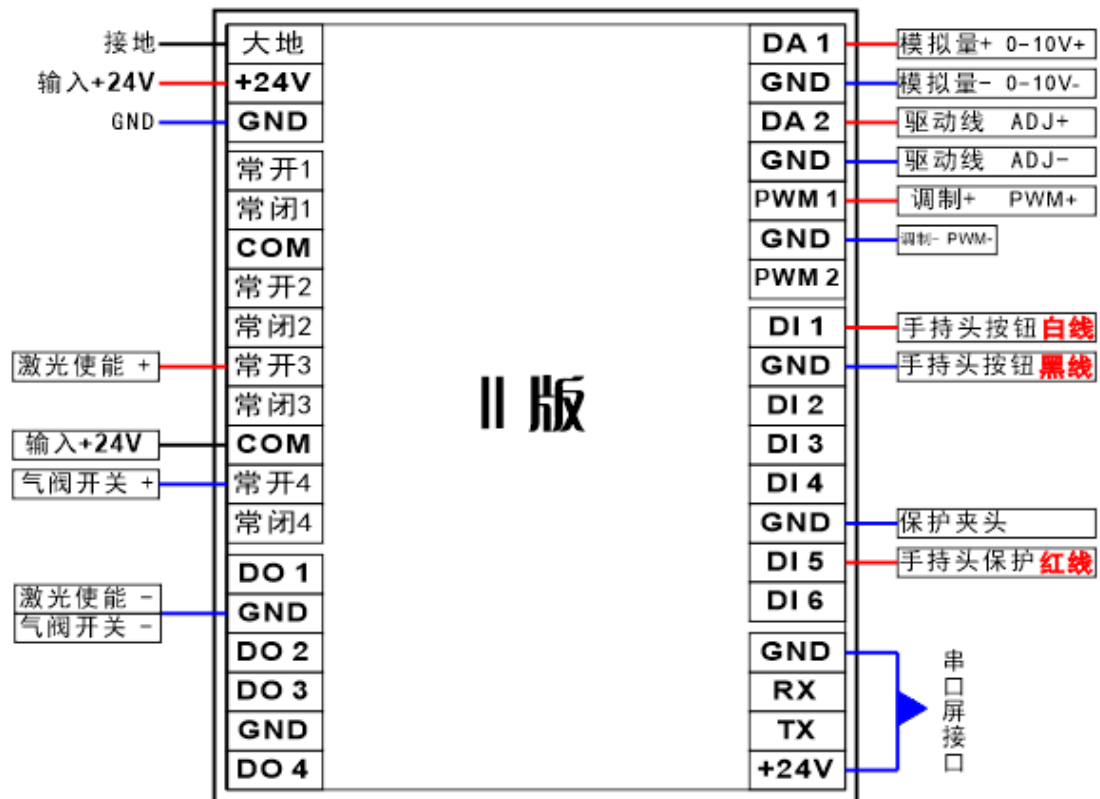 接地
输入+24V
GND
激光使能 +
输入+24V
气阀开关 +
激光使能 -
气阀开关 -
大地
+24V
GND
常开1
常闭1
COM
常开2
常闭2
常开3
常闭3
COM
常开4
常闭4
DO 1
GND
DO 2
DO 3
GND
DO 4
II 版
DA 1
GND
DA 2
GND
PWM 1
GND
PWM 2
DI 1
GND
DI 2
DI 3
DI 4
GND
DI 5
DI 6
GND
RX
TX
+24V
模拟量+ 0-10V+
模拟量- 0-10V-
驱动线 ADJ+
驱动线 ADJ-
调制+ PWM+
调制- PWM-
手持头按钮白线
手持头按钮黑线
保护夹头
手持头保护红线
串口屏接口